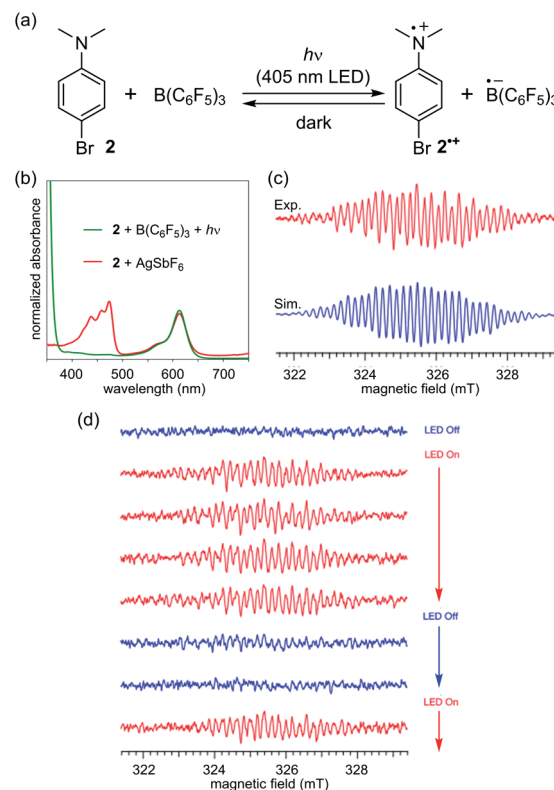 (a)
N
Br 2
+
B(C₆F₅)₃
hν
(405 nm LED)
dark
•+
N
Br 2•+
+
•−
B(C₆F₅)₃
(b)
normalized absorbance
2 + B(C₆F₅)₃ + hν
2 + AgSbF₆
400 500 600 700
wavelength (nm)
(c)
Exp.
Sim.
322 324 326 328
magnetic field (mT)
(d)
LED Off
LED On
LED Off
LED On
322 324 326 328
magnetic field (mT)